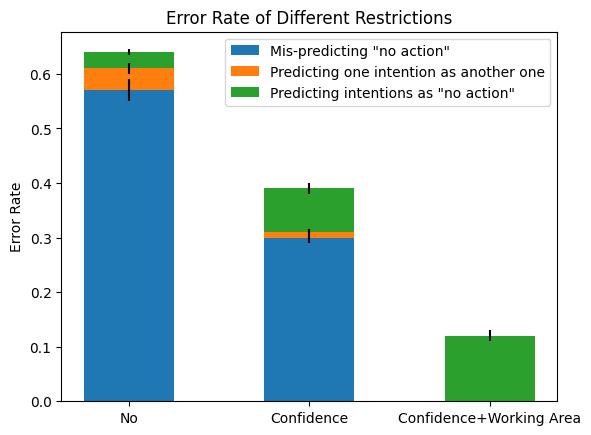 Error Rate of Different Restrictions
Mis-predicting "no action"
Predicting one intention as another one
Predicting intentions as "no action"
Error Rate
0.6
0.5
0.4
0.3
0.2
0.1
0.0
No
Confidence
Confidence+Working Area